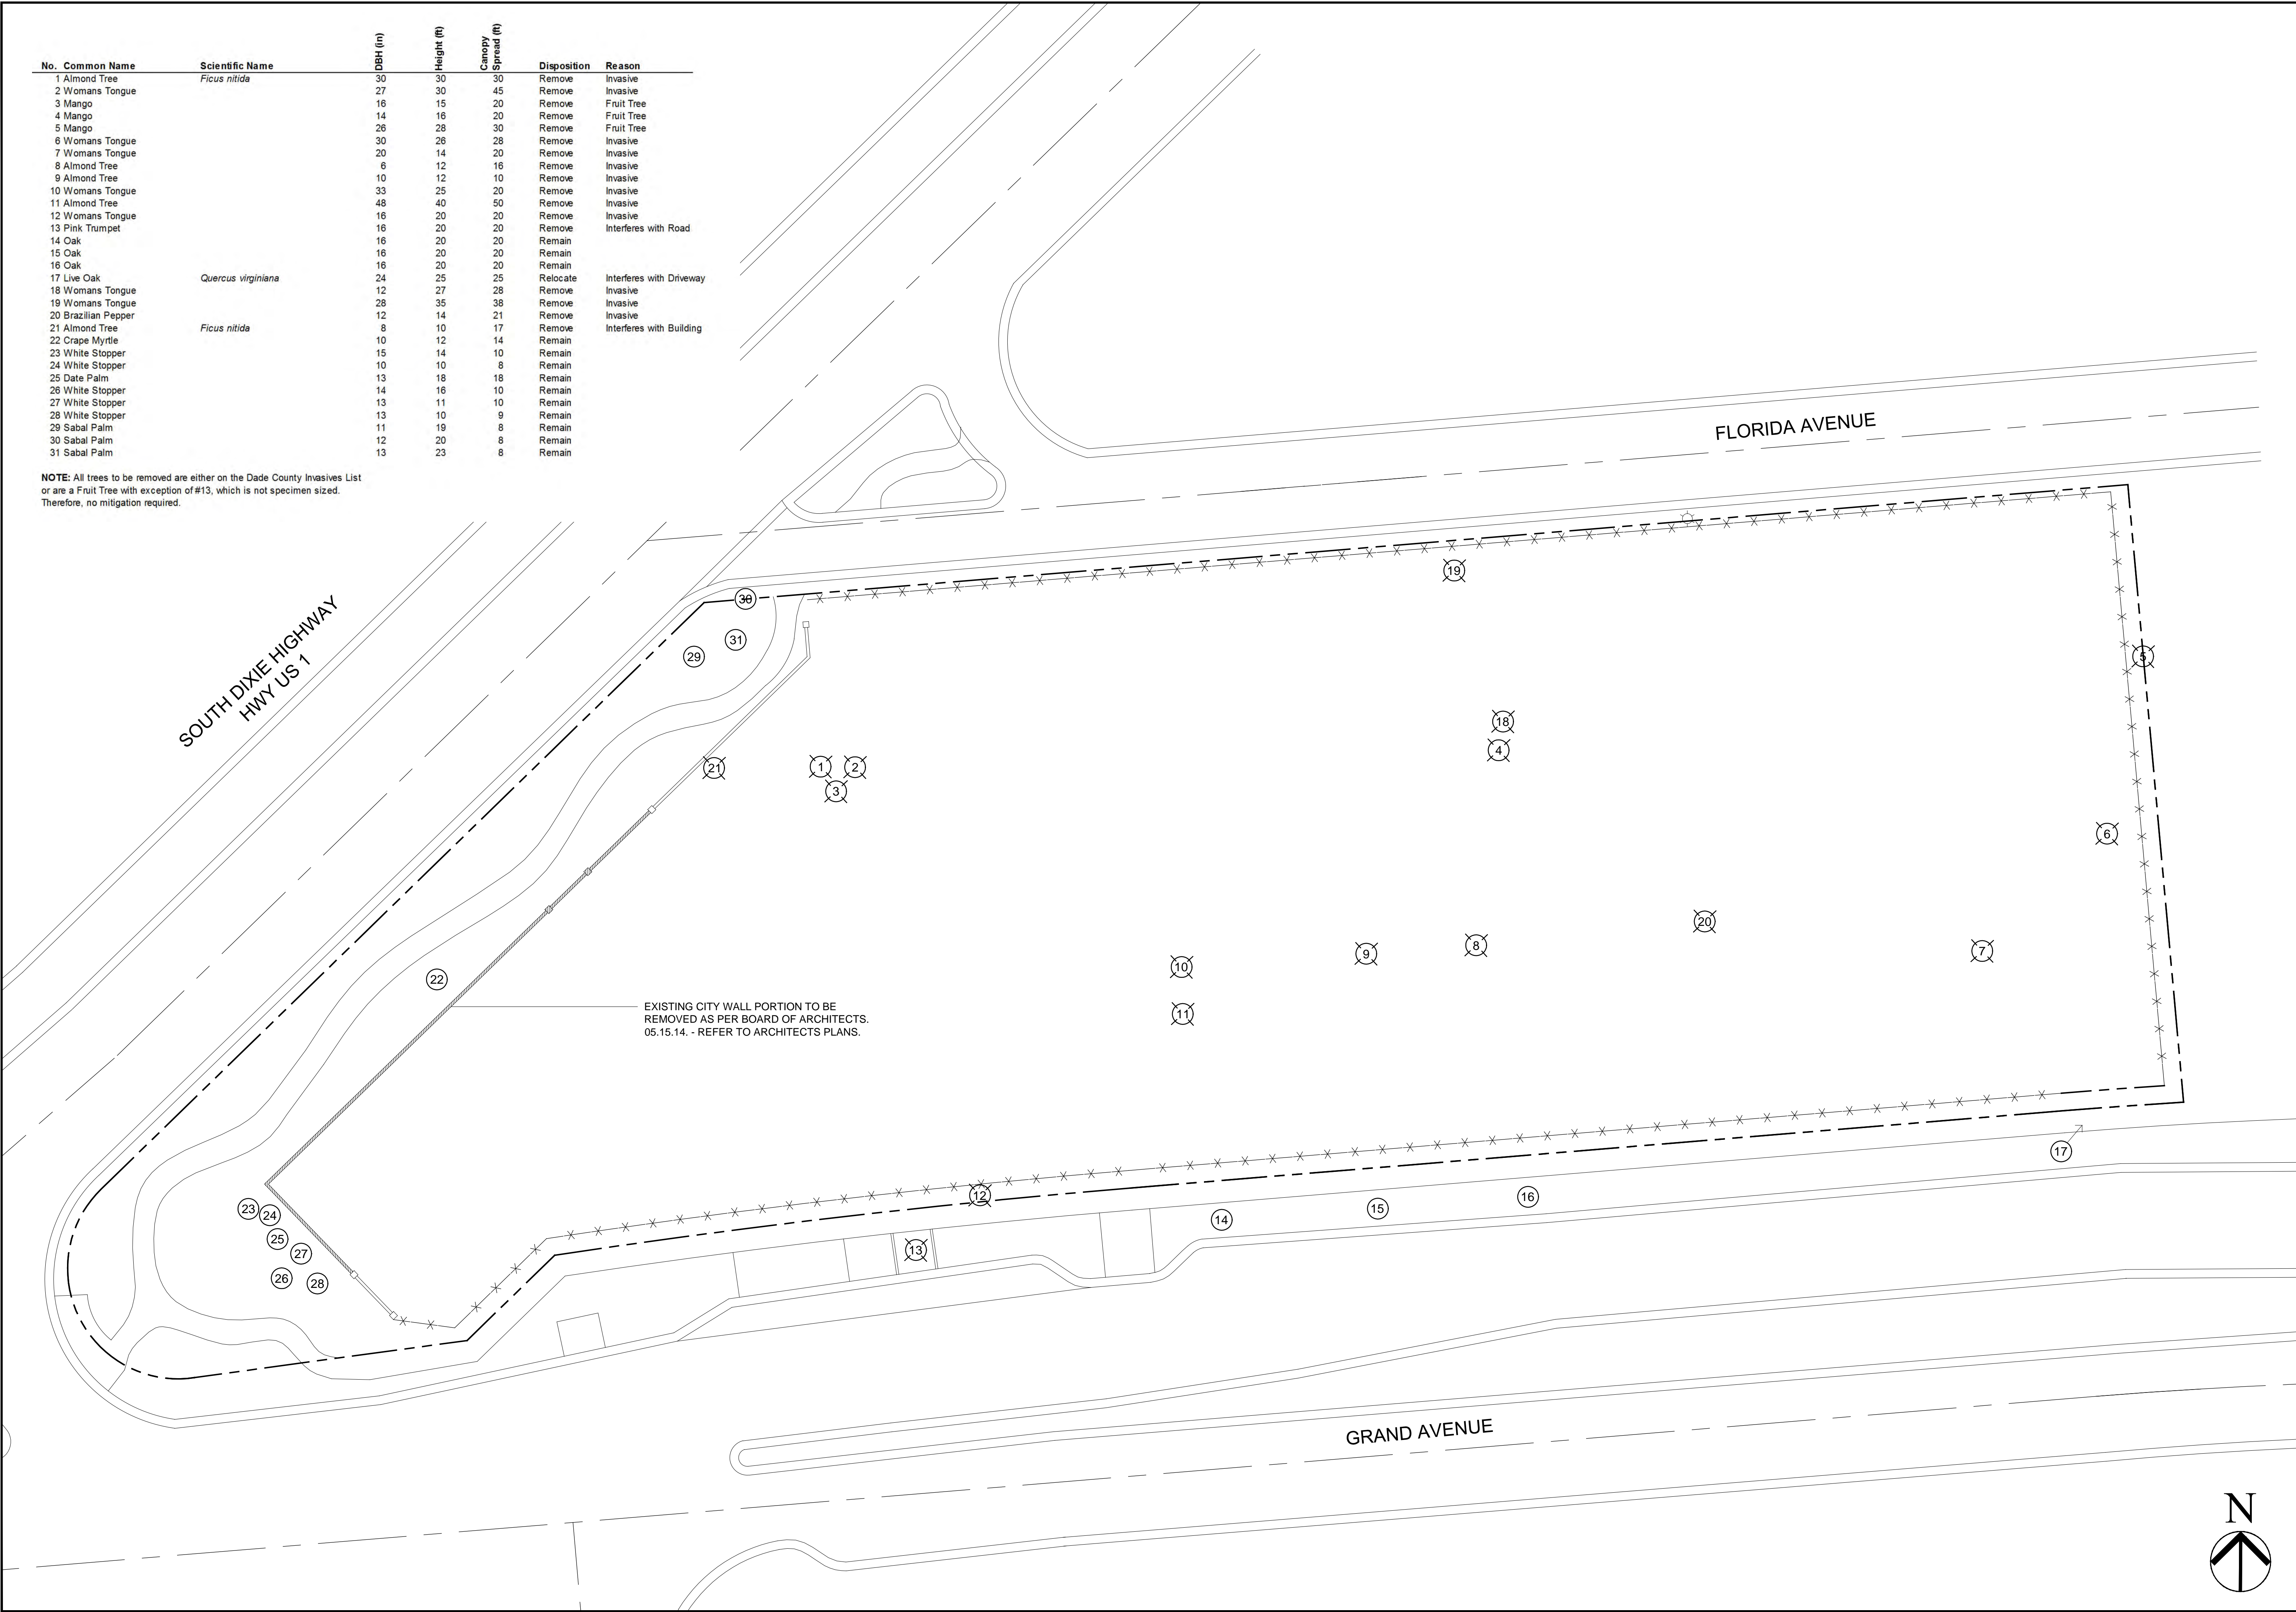 No. Common Name Scientific Name DBH (in) Height (ft) Canopy Spread (ft) Disposition Reason
1 Almond Tree Ficus nitida 30 30 30 Remove Invasive
2 Womans Tongue 27 30 45 Remove Invasive
3 Mango 16 15 20 Remove Fruit Tree
4 Mango 14 16 20 Remove Fruit Tree
5 Mango 26 28 30 Remove Fruit Tree
6 Womans Tongue 30 26 28 Remove Invasive
7 Womans Tongue 20 14 20 Remove Invasive
8 Almond Tree 6 12 16 Remove Invasive
9 Almond Tree 10 12 10 Remove Invasive
10 Womans Tongue 33 25 20 Remove Invasive
11 Almond Tree 48 40 50 Remove Invasive
12 Womans Tongue 16 20 20 Remove Invasive
13 Pink Trumpet 16 20 20 Remove Interferes with Road
14 Oak 16 20 20 Remain
15 Oak 16 20 20 Remain
16 Oak 16 20 20 Remain
17 Live Oak Quercus virginiana 24 25 25 Relocate Interferes with Driveway
18 Womans Tongue 12 27 28 Remove Invasive
19 Womans Tongue 28 35 38 Remove Invasive
20 Brazilian Pepper 12 14 21 Remove Invasive
21 Almond Tree Ficus nitida 8 10 17 Remove Interferes with Building
22 Crape Myrtle 10 12 14 Remain
23 White Stopper 15 14 10 Remain
24 White Stopper 10 10 8 Remain
25 Date Palm 13 18 18 Remain
26 White Stopper 14 16 10 Remain
27 White Stopper 13 11 10 Remain
28 White Stopper 13 10 9 Remain
29 Sabal Palm 11 19 8 Remain
30 Sabal Palm 12 20 8 Remain
31 Sabal Palm 13 23 8 Remain
NOTE: All trees to be removed are either on the Dade County Invasives List
or are a Fruit Tree with exception of #13, which is not specimen sized.
Therefore, no mitigation required.
FLORIDA AVENUE
SOUTH DIXIE HIGHWAY
HWY US 1
19
30
31
29
5
18
4
21
1
2
3
6
20
8
7
9
10
22
EXISTING CITY WALL PORTION TO BE
REMOVED AS PER BOARD OF ARCHITECTS.
05.15.14. - REFER TO ARCHITECTS PLANS.
11
17
12
16
23
24
15
14
25
27
13
26
28
GRAND AVENUE
N